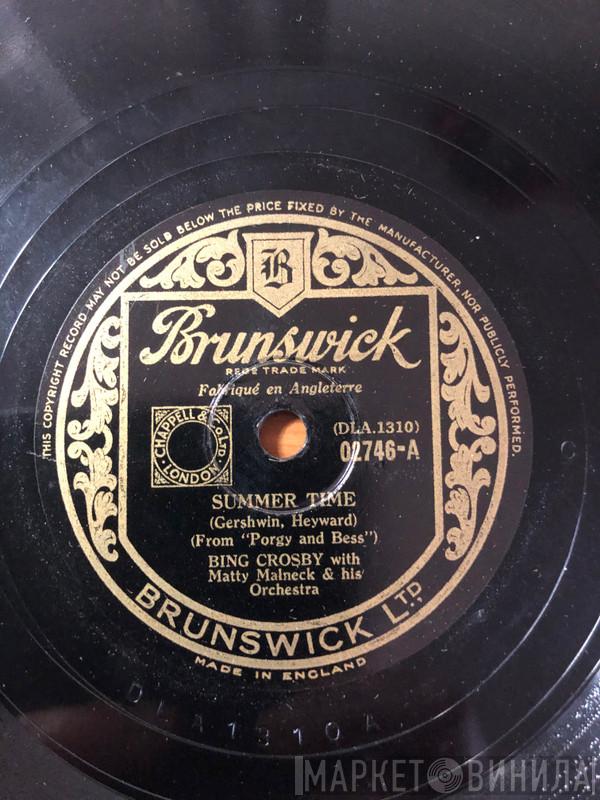 THIS COPYRIGHT RECORD MAY NOT BE SOLD BELOW THE PRICE FIXED BY THE MANUFACTURER, NOR PUBLICLY PERFORMED.
B
Brunswick
REGD TRADE MARK
Fabriqué en Angleterre
CHAPPELL & CO. LTD.
LONDON
(DLA.1310)
02746-A
SUMMER TIME
(Gershwin, Heyward)
(From "Porgy and Bess")
BING CROSBY with
Matty Malneck & his
Orchestra
BRUNSWICK LTD,
MADE IN ENGLAND
DLA1310A
МАРКЕТ ВИНИЛА